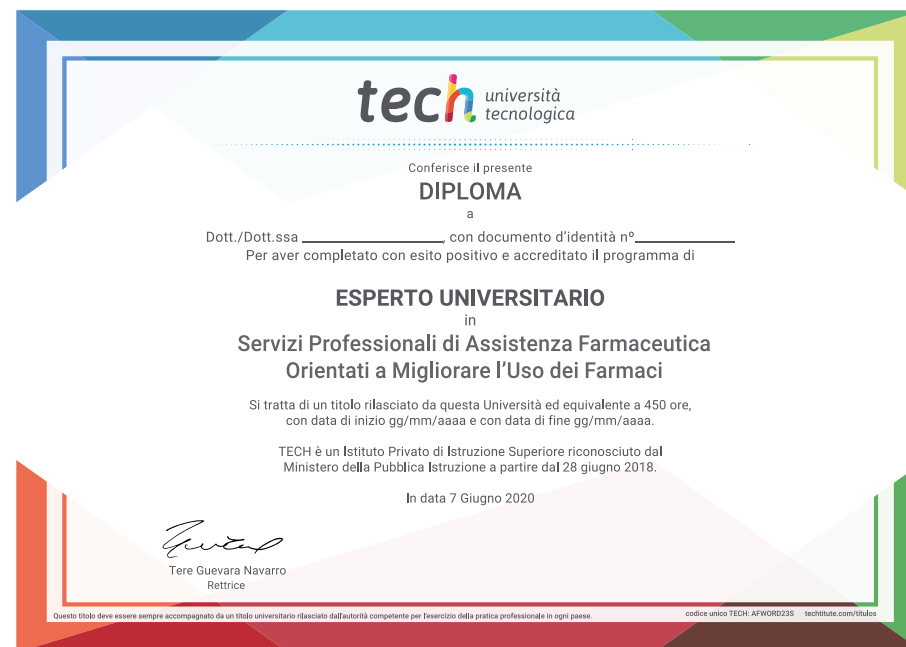 tech università
tecnologica
Conferisce il presente
DIPLOMA
a
Dott./Dott.ssa ____________________, con documento d'identità nº______________
Per aver completato con esito positivo e accreditato il programma di
ESPERTO UNIVERSITARIO
in
Servizi Professionali di Assistenza Farmaceutica
Orientati a Migliorare l'Uso dei Farmaci
Si tratta di un titolo rilasciato da questa Università ed equivalente a 450 ore,
con data di inizio gg/mm/aaaa e con data di fine gg/mm/aaaa.
TECH è un Istituto Privato di Istruzione Superiore riconosciuto dal
Ministero della Pubblica Istruzione a partire dal 28 giugno 2018.
In data 7 Giugno 2020
Tere Guevara Navarro
Rettrice
Questo titolo deve essere sempre accompagnato da un titolo universitario rilasciato dall'autorità competente per l'esercizio della pratica professionale in ogni paese.
codice unico TECH: AFWORD23S techtitute.com/titulos